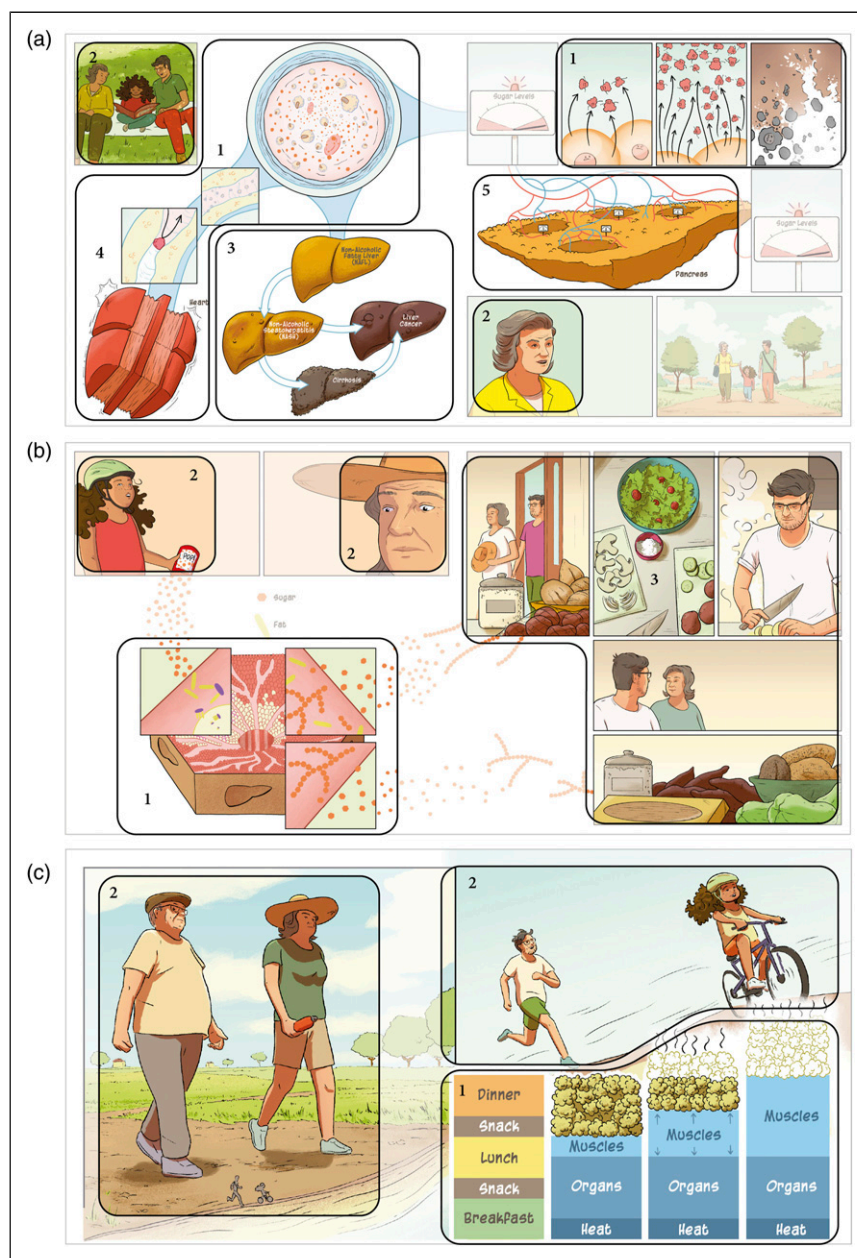 (a)
2
1
Sugar Levels
1
5
Pancreas
Sugar Levels
4
Heart
3
Non-Alcoholic
Fatty Liver
(NAFL)
Non-Alcoholic
Steatohepatitis
(NASH)
Liver
Cancer
Cirrhosis
2
(b)
2
2
Sugar
Fat
3
1
(c)
2
2
1
Dinner
Snack
Lunch
Snack
Breakfast
Muscles
Organs
Heat
Muscles
Organs
Heat
Muscles
Organs
Heat